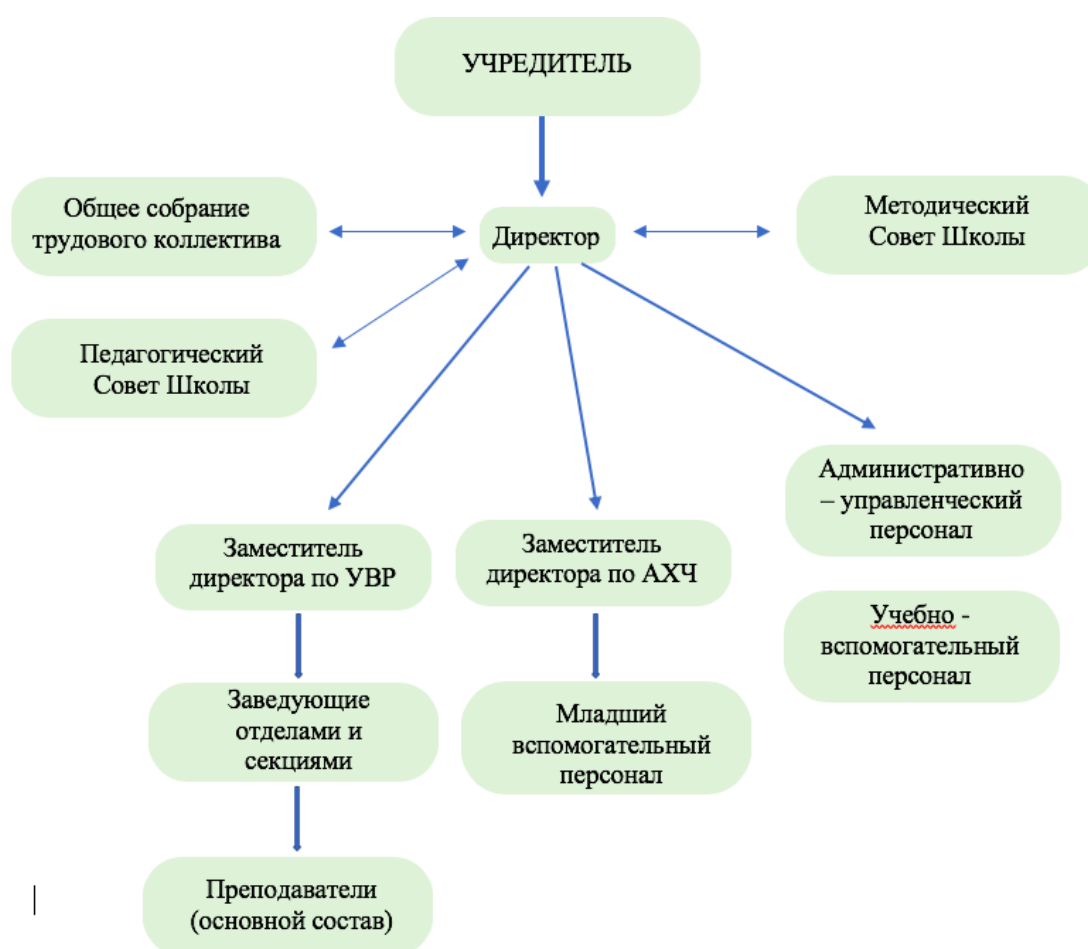 УЧРЕДИТЕЛЬ
Общее собрание
трудового коллектива
Директор
Методический
Совет Школы
Педагогический
Совет Школы
Административно
– управленческий
персонал
Заместитель
директора по УВР
Заместитель
директора по АХЧ
Учебно -
вспомогательный
персонал
Заведующие
отделами и
секциями
Младший
вспомогательный
персонал
Преподаватели
(основной состав)